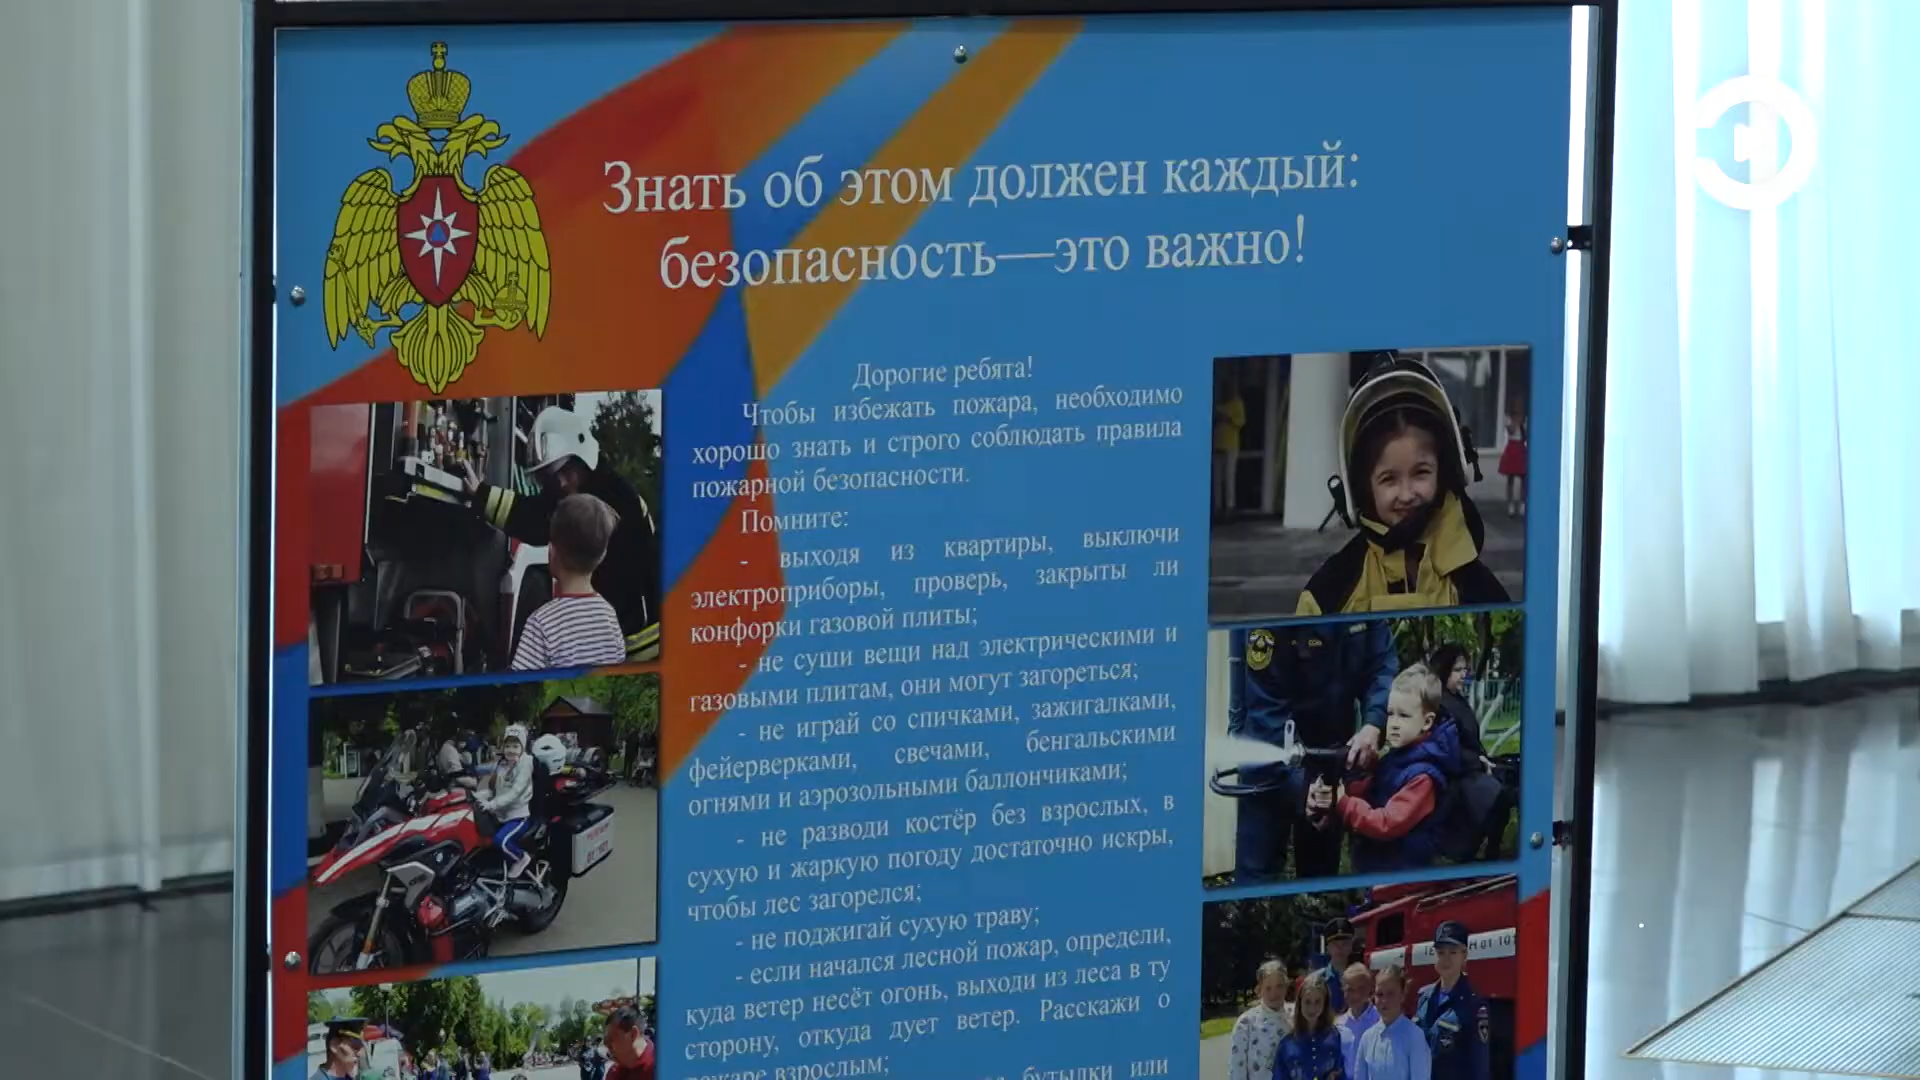 Знать об этом должен каждый:
безопасность—это важно!
Дорогие ребята!
Чтобы избежать пожара, необходимо
хорошо знать и строго соблюдать правила
пожарной безопасности.
Помните:
- выходя из квартиры, выключи
электроприборы, проверь, закрыты ли
конфорки газовой плиты;
- не суши вещи над электрическими и
газовыми плитам, они могут загореться;
- не играй со спичками, зажигалками,
фейерверками, свечами, бенгальскими
огнями и аэрозольными баллончиками;
- не разводи костёр без взрослых, в
сухую и жаркую погоду достаточно искры,
чтобы лес загорелся;
- не поджигай сухую траву;
- если начался лесной пожар, определи,
куда ветер несёт огонь, выходи из леса в ту
сторону, откуда дует ветер. Расскажи о
пожаре взрослым;
бутылки или